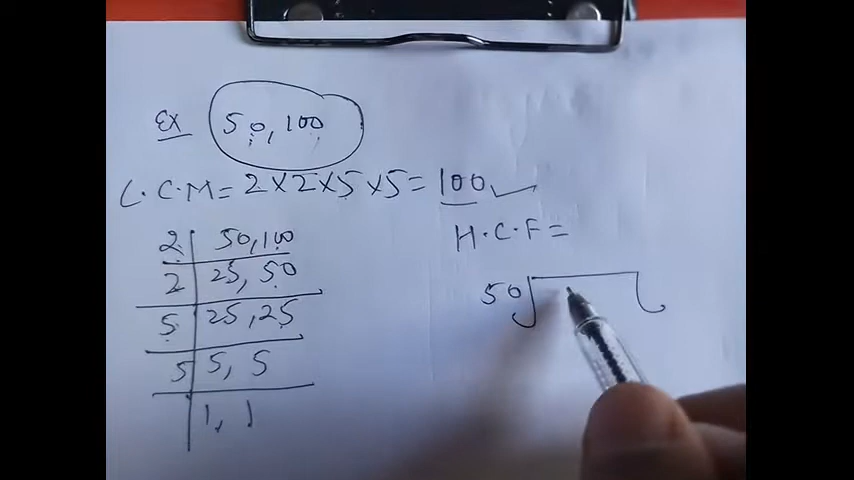 Ex 50,100
L.C.M = 2×2×5×5 = 100
2 | 50,100
2 | 25, 50
5 | 25,25
5 | 5, 5
1, 1
H.C.F =
50